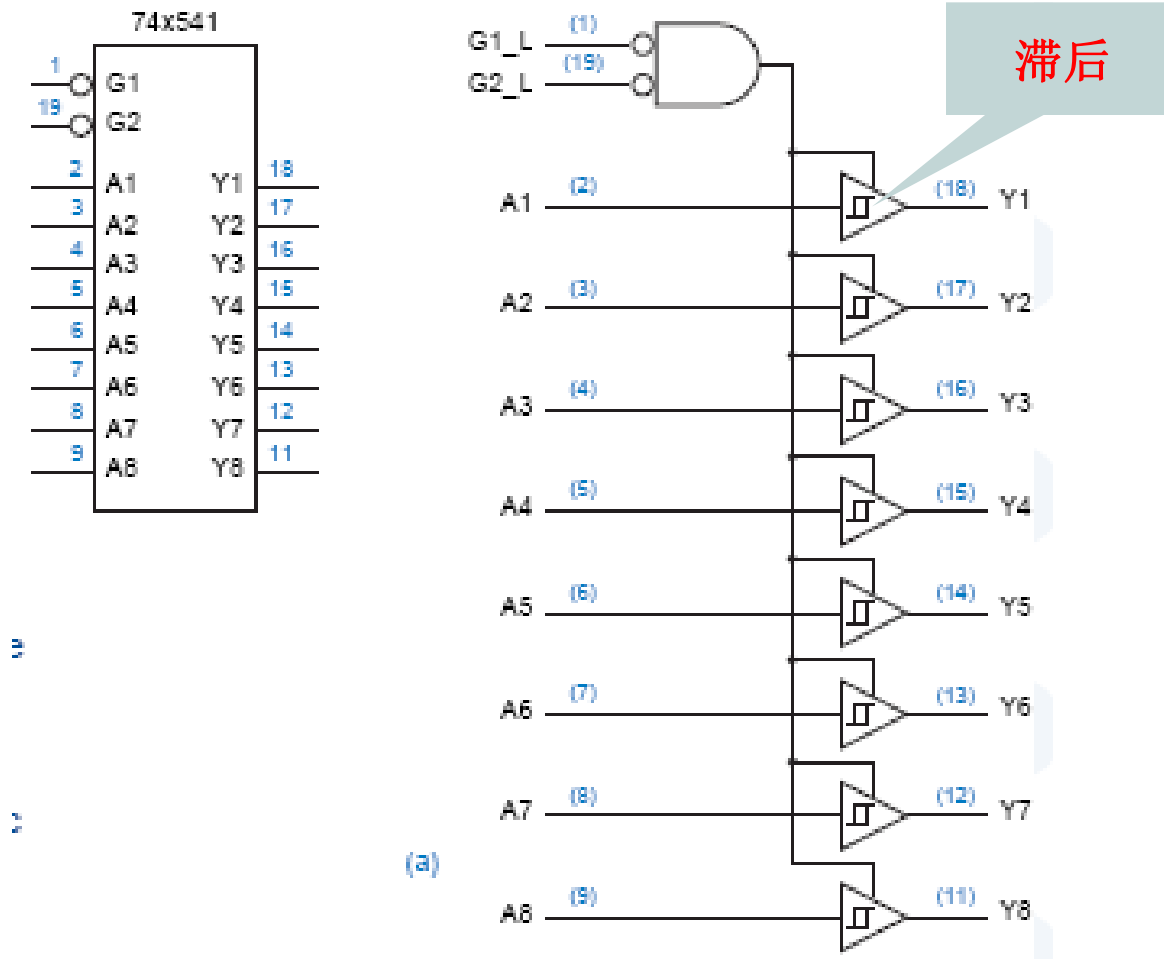 74x541
1 G1
19 G2
2 A1 Y1 18
3 A2 Y2 17
4 A3 Y3 16
5 A4 Y4 15
6 A5 Y5 14
7 A6 Y6 13
8 A7 Y7 12
9 A8 Y8 11
G1_L (1)
G2_L (19)
滞后
A1 (2) (18) Y1
A2 (3) (17) Y2
A3 (4) (16) Y3
A4 (5) (15) Y4
A5 (6) (14) Y5
A6 (7) (13) Y6
A7 (8) (12) Y7
(a)
A8 (9) (11) Y8